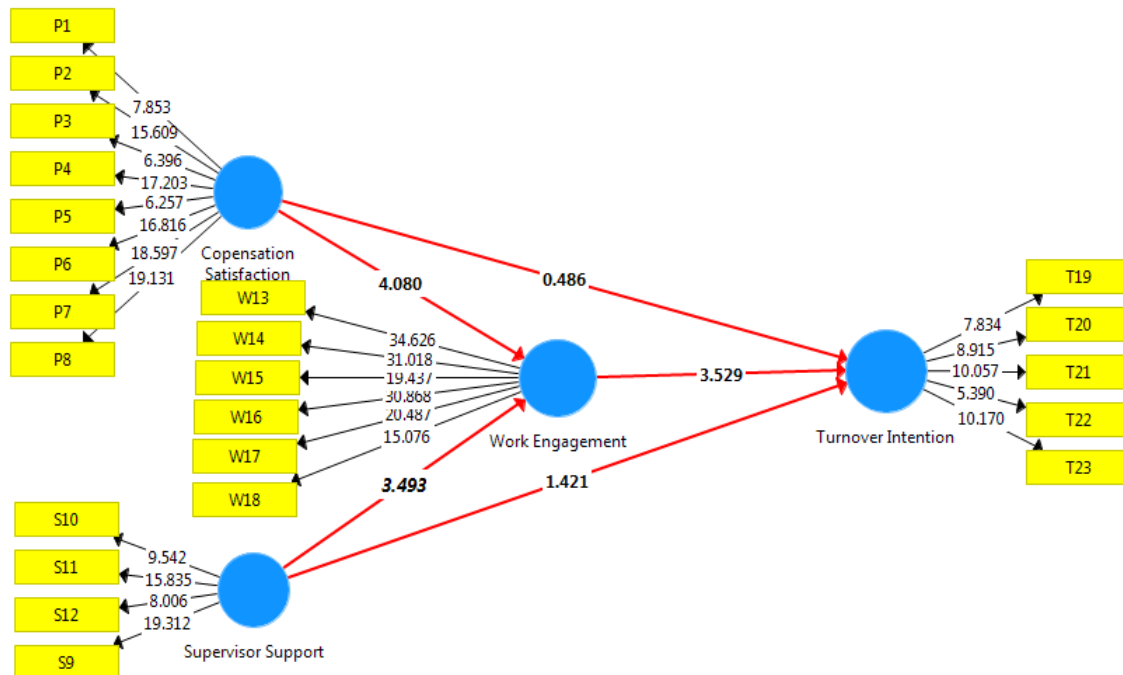 P1
P2
P3
P4
P5
P6
P7
P8
7.853
15.609
6.396
17.203
6.257
16.816
18.597
19.131
Copensation
Satisfaction
4.080
0.486
W13
W14
W15
W16
W17
W18
34.626
31.018
19.437
30.868
20.487
15.076
Work Engagement
3.529
T19
T20
T21
T22
T23
7.834
8.915
10.057
5.390
10.170
Turnover Intention
3.493
1.421
S10
S11
S12
S9
9.542
15.835
8.006
19.312
Supervisor Support